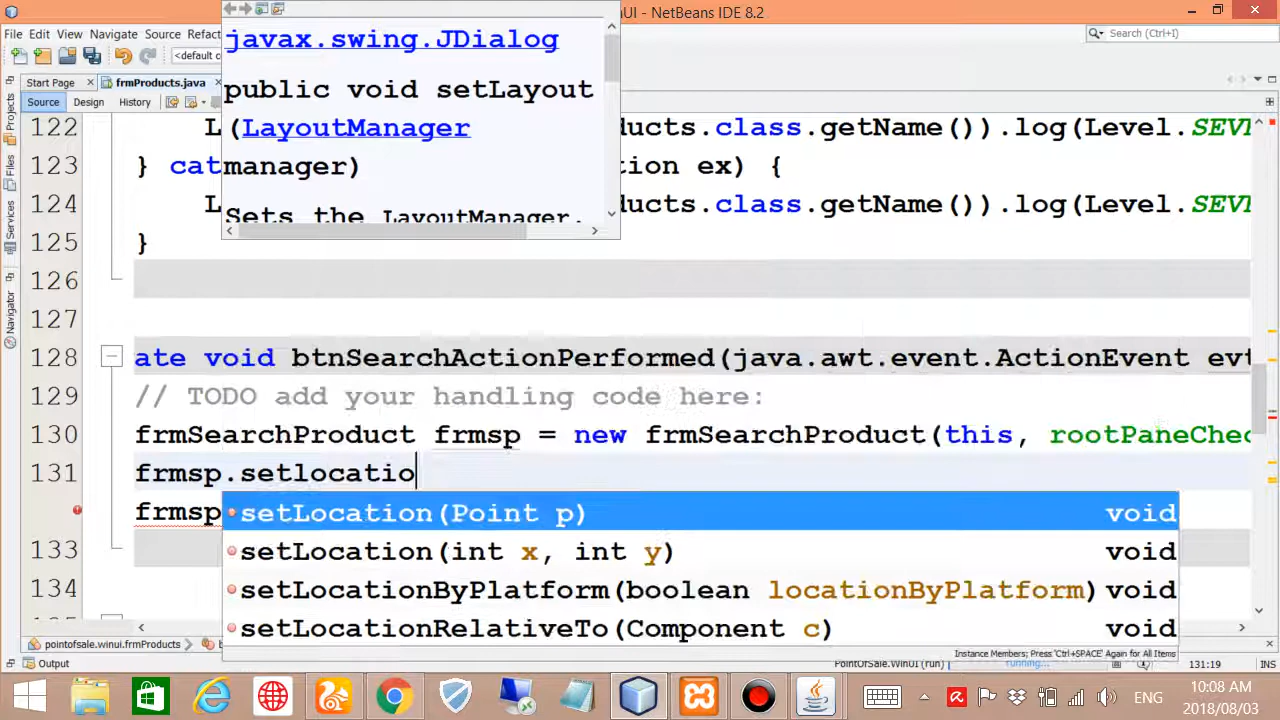 nUI - NetBeans IDE 8.2
File Edit View Navigate Source Refact
Search (Ctrl+I)
<default c
Start Page
frmProducts.java
Source Design History
javax.swing.JDialog
public void setLayout
(LayoutManager
manager)
Sets the LayoutManager.
Projects
Files
Services
Navigator
122 L ducts.class.getName()).log(Level.SEVE
123 } cat tion ex) {
124 L ducts.class.getName()).log(Level.SEVE
125 }
126
127
128 ate void btnSearchActionPerformed(java.awt.event.ActionEvent evt
129 // TODO add your handling code here:
130 frmSearchProduct frmsp = new frmSearchProduct(this, rootPaneChec
131 frmsp.setlocatio
frmsp
setLocation(Point p) void
setLocation(int x, int y) void
setLocationByPlatform(boolean locationByPlatform) void
setLocationRelativeTo(Component c) void
Instance Members; Press 'Ctrl+SPACE' Again for All Items
133
134
pointofsale.winui.frmProducts
Output
PointOfSale.WinUI (run)
running...
131:19
INS
ENG
10:08 AM
2018/08/03